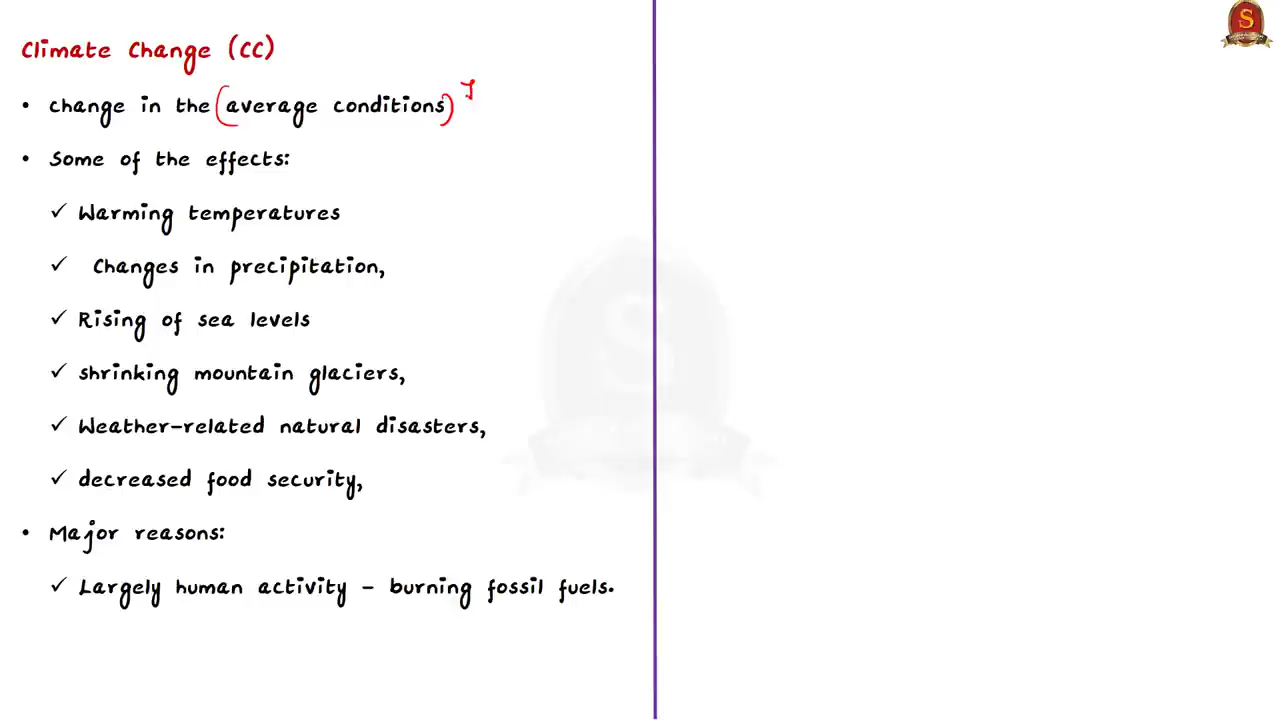 Climate Change (CC)
• change in the (average conditions)
• Some of the effects:
✓ Warming temperatures
✓ Changes in precipitation,
✓ Rising of sea levels
✓ shrinking mountain glaciers,
✓ Weather-related natural disasters,
✓ decreased food security,
• Major reasons:
✓ Largely human activity – burning fossil fuels.
S